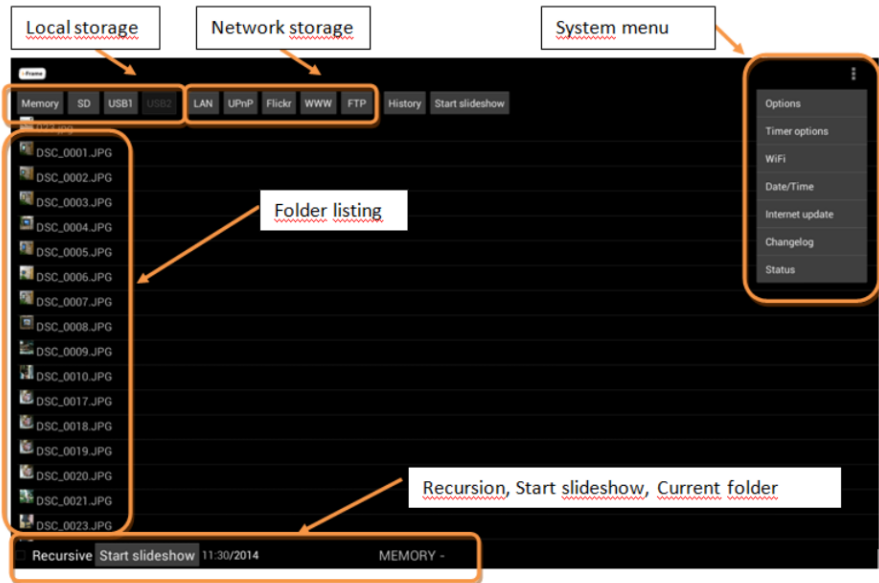 Local storage
Network storage
System menu
Memory SD USB1 USB2 LAN UPnP Flickr WWW FTP History Start slideshow
DSC_0001.JPG
DSC_0002.JPG
DSC_0003.JPG
DSC_0004.JPG
DSC_0005.JPG
DSC_0006.JPG
DSC_0007.JPG
DSC_0008.JPG
DSC_0009.JPG
DSC_0010.JPG
DSC_0017.JPG
DSC_0018.JPG
DSC_0019.JPG
DSC_0020.JPG
DSC_0021.JPG
DSC_0023.JPG
Folder listing
Options
Timer options
WiFi
Date/Time
Internet update
Changelog
Status
Recursion, Start slideshow, Current folder
Recursive Start slideshow 11:30/2014 MEMORY -